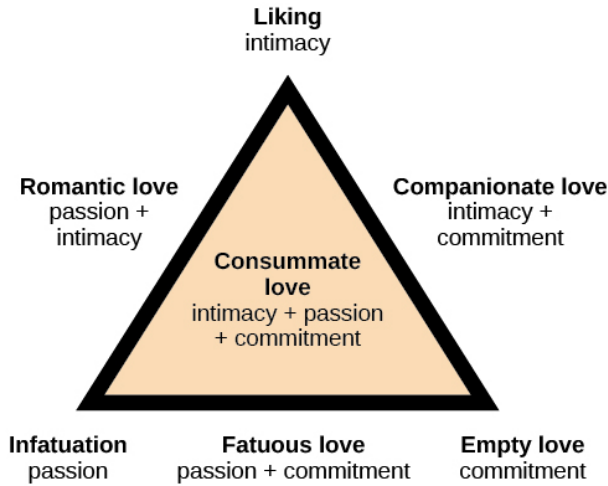 Liking
intimacy
Romantic love
passion +
intimacy
Companionate love
intimacy +
commitment
Consummate
love
intimacy + passion
+ commitment
Infatuation
passion
Fatuous love
passion + commitment
Empty love
commitment